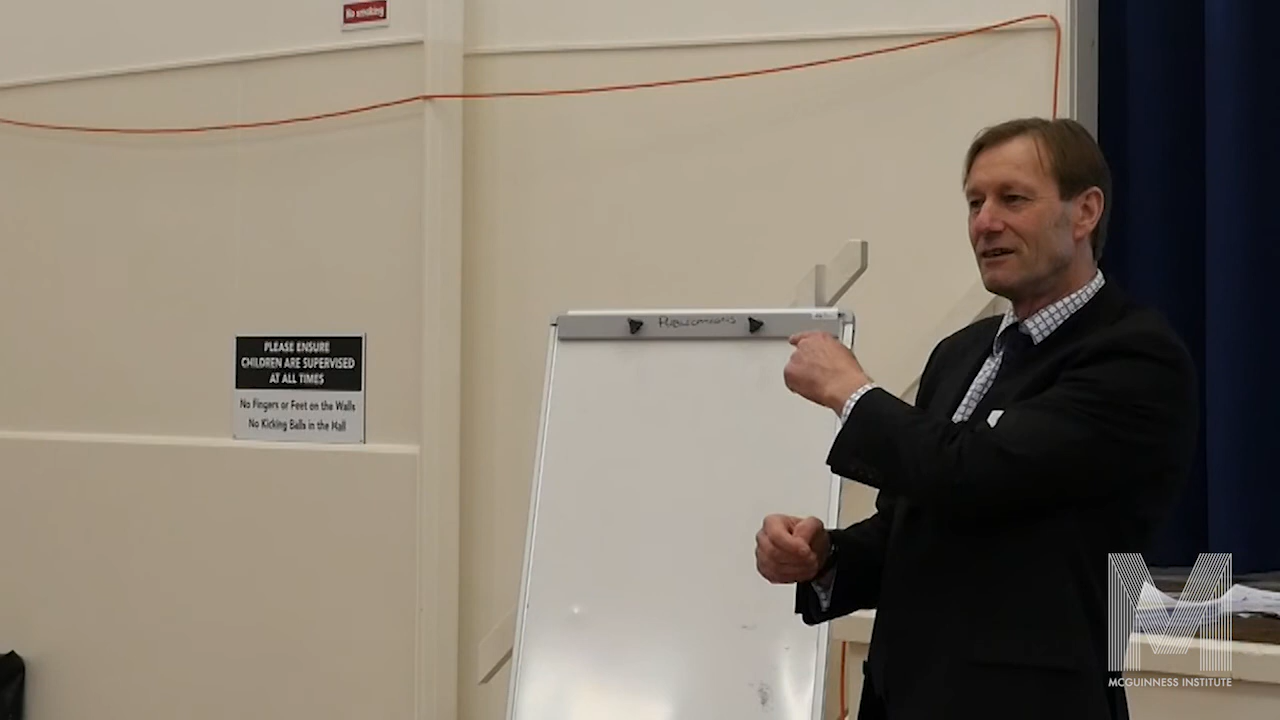 No smoking
PUBLICATIONS
PLEASE ENSURE
CHILDREN ARE SUPERVISED
AT ALL TIMES
No Fingers or Feet on the Walls
No Kicking Balls in the Hall
MCGUINNESS INSTITUTE